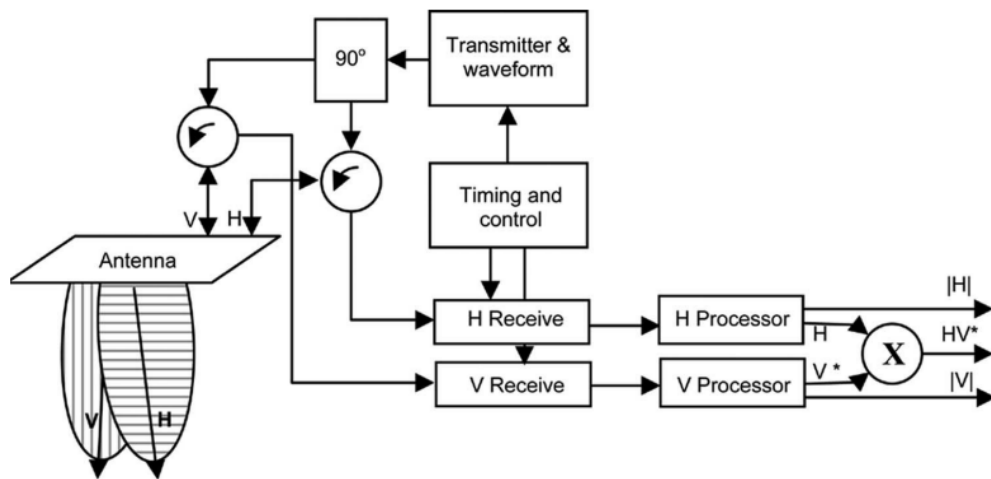 90°
Transmitter &
waveform
Timing and
control
V
H
Antenna
V
H
H Receive
V Receive
H Processor
V Processor
H
V *
X
|H|
HV*
|V|